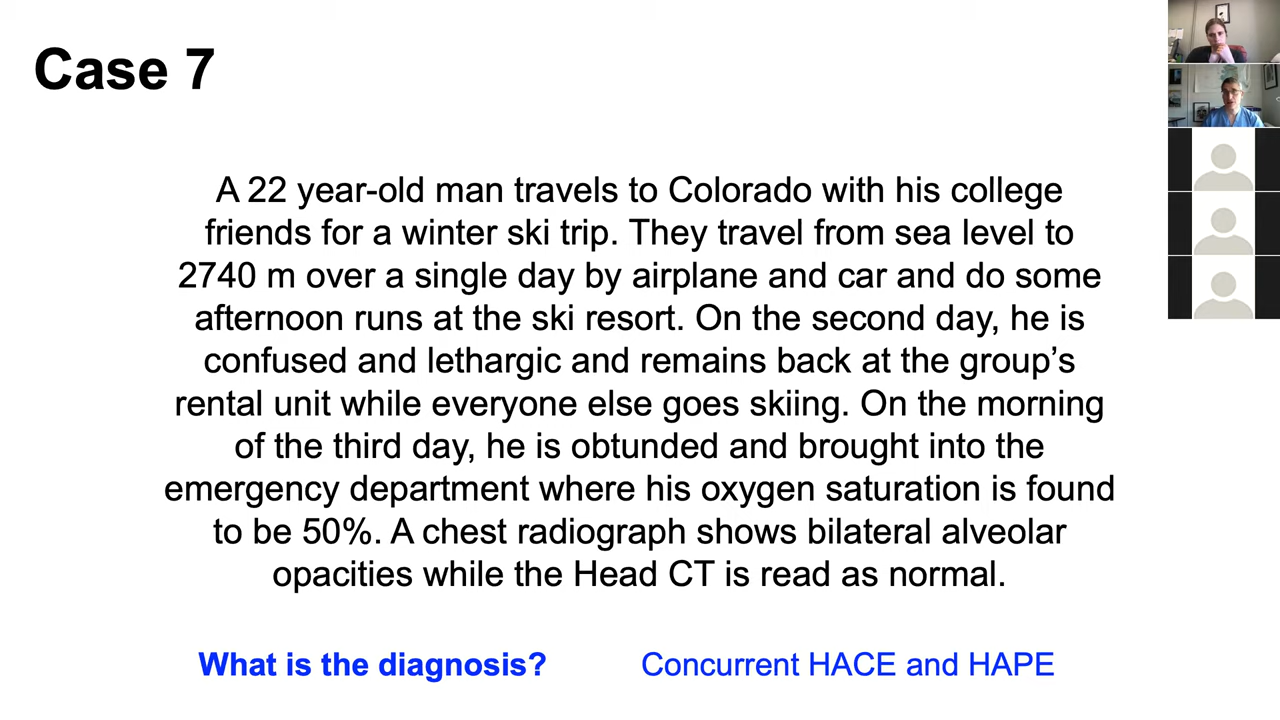 Case 7
A 22 year-old man travels to Colorado with his college
friends for a winter ski trip. They travel from sea level to
2740 m over a single day by airplane and car and do some
afternoon runs at the ski resort. On the second day, he is
confused and lethargic and remains back at the group’s
rental unit while everyone else goes skiing. On the morning
of the third day, he is obtunded and brought into the
emergency department where his oxygen saturation is found
to be 50%. A chest radiograph shows bilateral alveolar
opacities while the Head CT is read as normal.
What is the diagnosis? Concurrent HACE and HAPE